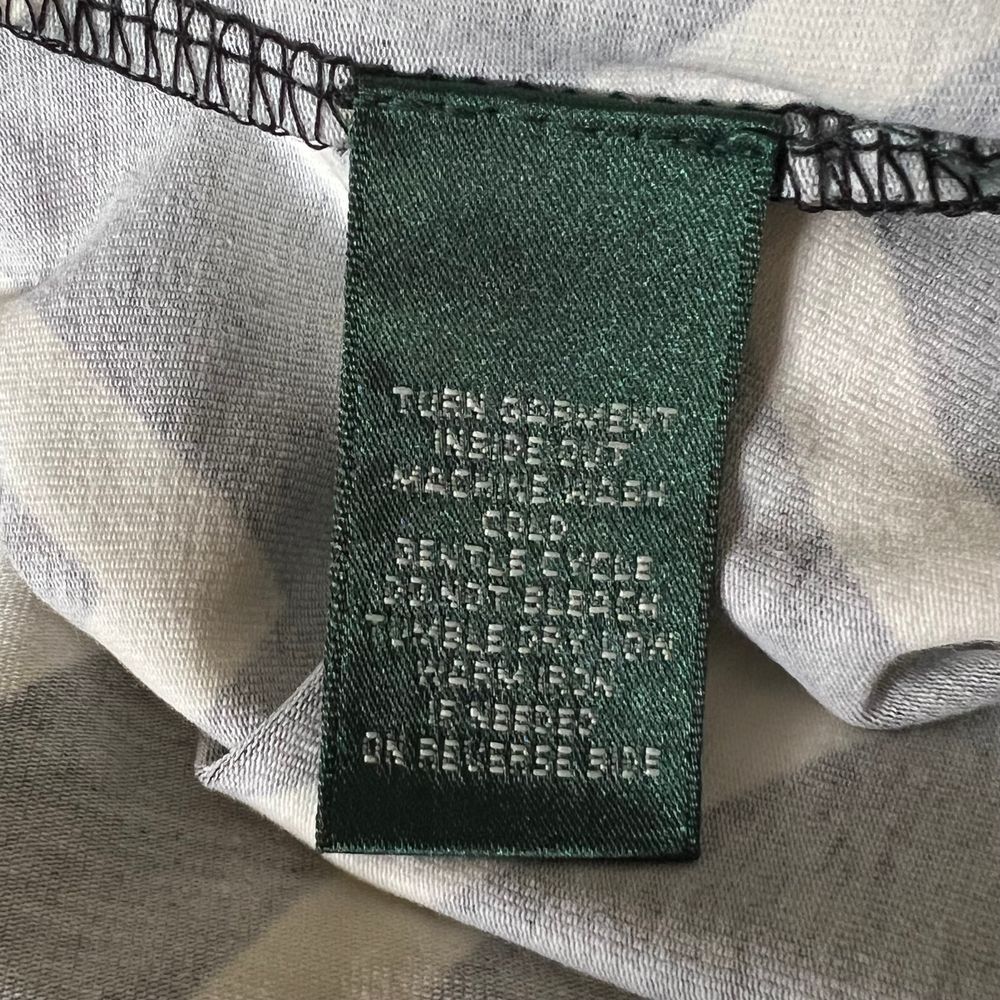 TURN GARMENT
INSIDE OUT
MACHINE WASH
COLD
GENTLE CYCLE
DO NOT BLEACH
TUMBLE DRY LOW
WARM IRON
IF NEEDED
ON REVERSE SIDE